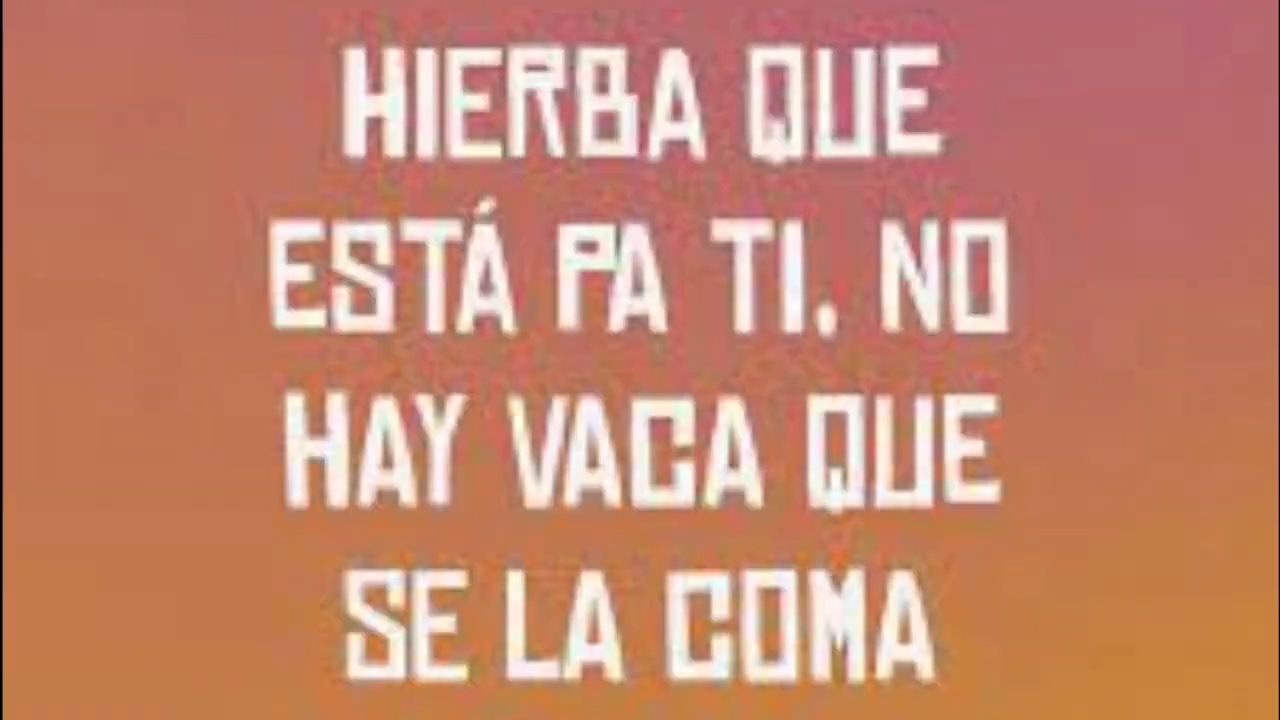 HIERBA QUE
ESTÁ PA TI, NO
HAY VACA QUE
SE LA COMA